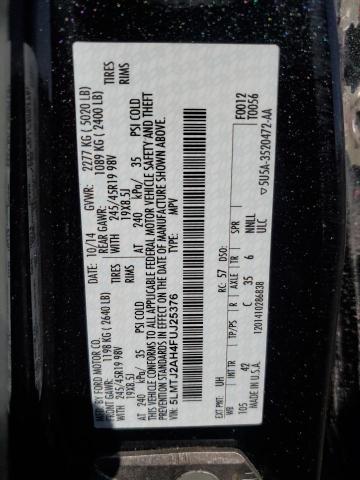 MFD. BY FORD MOTOR CO.
DATE: 10/14 GVWR: 2277 KG (5020 LB)
FRONT GAWR: 1198 KG (2640 LB) REAR GAWR: 1089 KG (2400 LB)
WITH 245/45R19 98V TIRES WITH 245/45R19 98V TIRES
19X8.5J RIMS 19X8.5J RIMS
AT 240 kPa/ 35 PSI COLD AT 240 kPa/ 35 PSI COLD
THIS VEHICLE CONFORMS TO ALL APPLICABLE FEDERAL MOTOR VEHICLE SAFETY AND THEFT
PREVENTION STANDARDS IN EFFECT ON THE DATE OF MANUFACTURE SHOWN ABOVE.
VIN: 5LMTJ2AH4FUJ25376
TYPE: MPV
F0012
T0056
EXT PNT: UH RC: 57 DSO:
WB TR TP/PS R AXLE TR SPR
105 42 C 35 6 NNLL
ULC
1201410286838
▽5U5A-3520472-AA